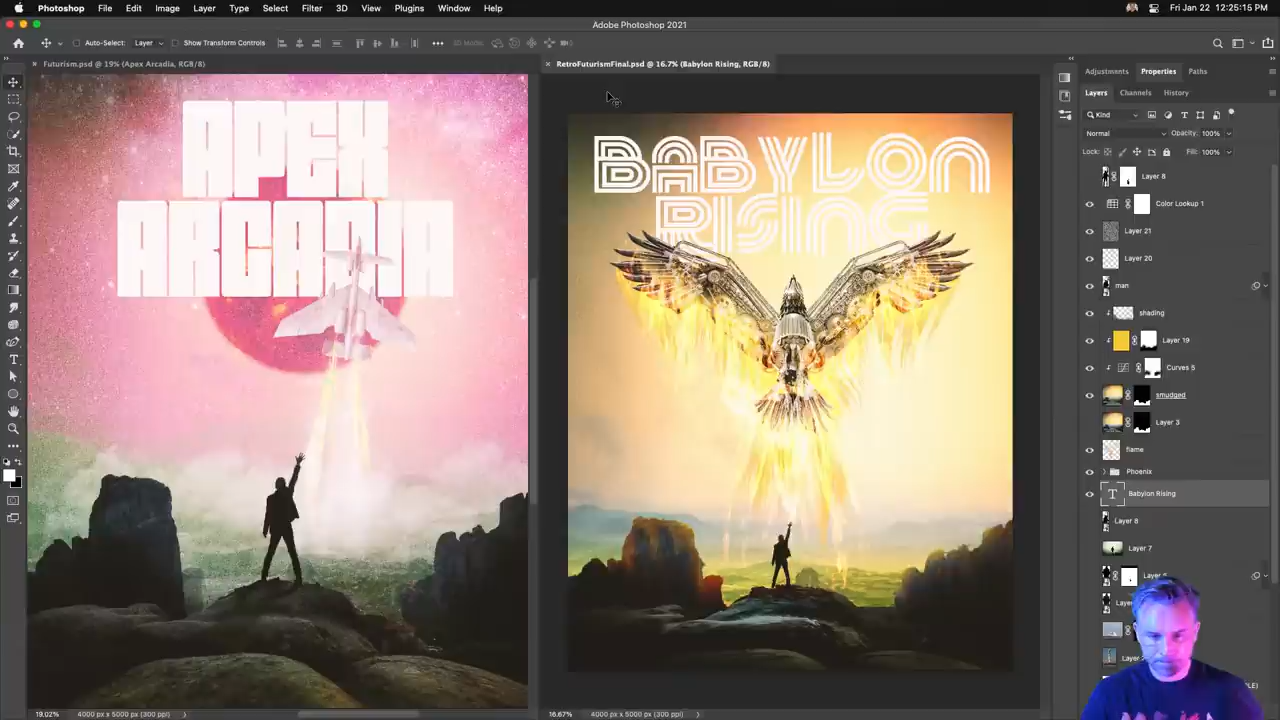 Photoshop File Edit Image Layer Type Select Filter 3D View Plugins Window Help Fri Jan 22 12:25:15 PM
Adobe Photoshop 2021
Auto-Select: Layer Show Transform Controls 3D Mode:
Futurism.psd @ 19% (Apex Arcadia, RGB/8)
RetroFuturismFinal.psd @ 16.7% (Babylon Rising, RGB/8)
APEX
ARCADIA
BABYLON
RISING
Adjustments Properties Paths
Layers Channels History
Kind
Normal Opacity: 100%
Lock: Fill: 100%
Layer 8
Color Lookup 1
Layer 21
Layer 20
man
shading
Layer 19
Curves 5
smudged
Layer 3
flame
Phoenix
T Babylon Rising
Layer 8
Layer 7
19.02% 4000 px x 5000 px (300 ppi)
16.67% 4000 px x 5000 px (300 ppi)